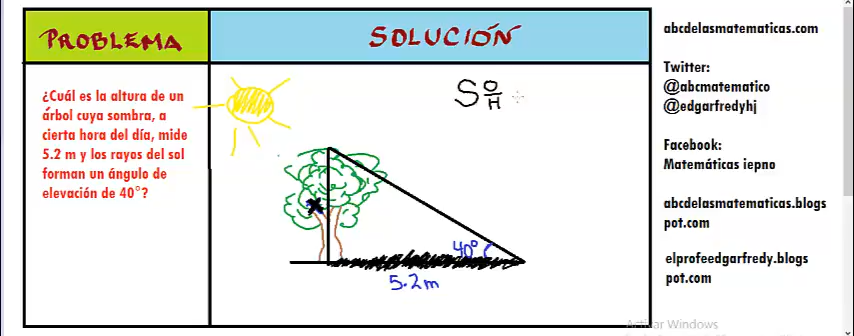 PROBLEMA
SOLUCIÓN
¿Cuál es la altura de un
árbol cuya sombra, a
cierta hora del día, mide
5.2 m y los rayos del sol
forman un ángulo de
elevación de 40°?
S O/H
x
40°
5.2m
abcdelasmatematicas.com
Twitter:
@abcmatematico
@edgarfredyhj
Facebook:
Matemáticas iepno
abcdelasmatematicas.blogs
pot.com
elprofeedgarfredy.blogs
pot.com
Activar Windows